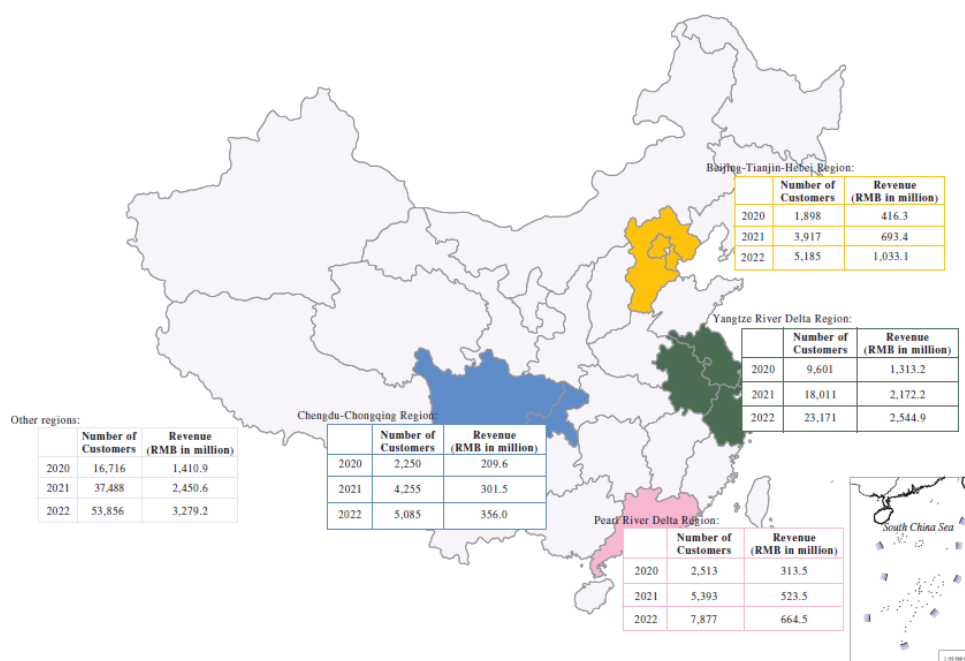 Beijing-Tianjin-Hebei Region:
Number of Customers Revenue (RMB in million)
2020 1,898 416.3
2021 3,917 693.4
2022 5,185 1,033.1
Yangtze River Delta Region:
Number of Customers Revenue (RMB in million)
2020 9,601 1,313.2
2021 18,011 2,172.2
2022 23,171 2,544.9
Other regions:
Number of Customers Revenue (RMB in million)
2020 16,716 1,410.9
2021 37,488 2,450.6
2022 53,856 3,279.2
Chengdu-Chongqing Region:
Number of Customers Revenue (RMB in million)
2020 2,250 209.6
2021 4,255 301.5
2022 5,085 356.0
Pearl River Delta Region:
Number of Customers Revenue (RMB in million)
2020 2,513 313.5
2021 5,393 523.5
2022 7,877 664.5
South China Sea